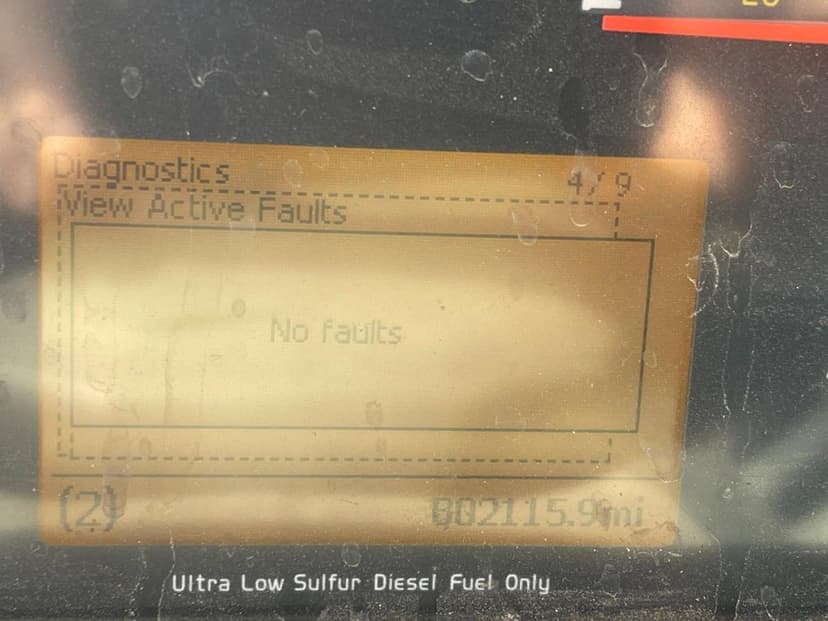 Diagnostics 4/9
View Active Faults
No faults
(2) 002115.9mi
Ultra Low Sulfur Diesel Fuel Only